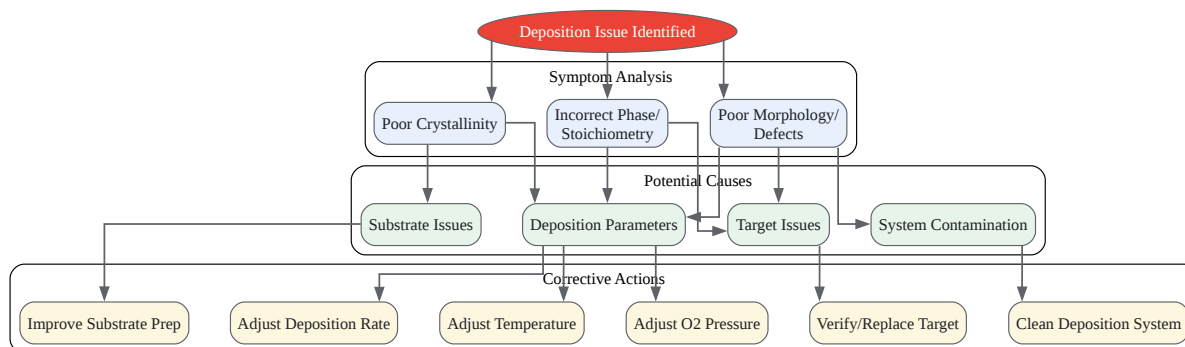 Deposition Issue Identified
Symptom Analysis
Poor Crystallinity
Incorrect Phase/
Stoichiometry
Poor Morphology/
Defects
Potential Causes
Substrate Issues
Deposition Parameters
Target Issues
System Contamination
Corrective Actions
Improve Substrate Prep
Adjust Deposition Rate
Adjust Temperature
Adjust O2 Pressure
Verify/Replace Target
Clean Deposition System